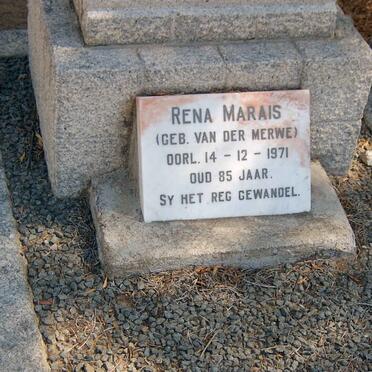 RENA MARAIS
(GEB. VAN DER MERWE)
OORL. 14 - 12 - 1971
OUD 85 JAAR.
SY HET REG GEWANDEL.